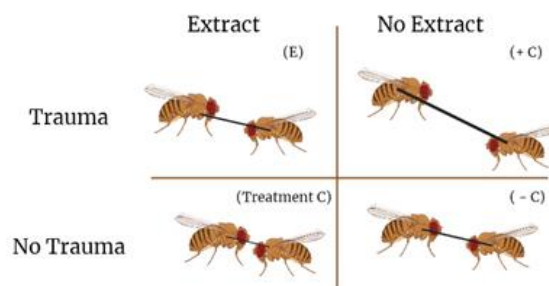 Extract
No Extract
(E)
(+ C)
Trauma
(Treatment C)
( - C)
No Trauma